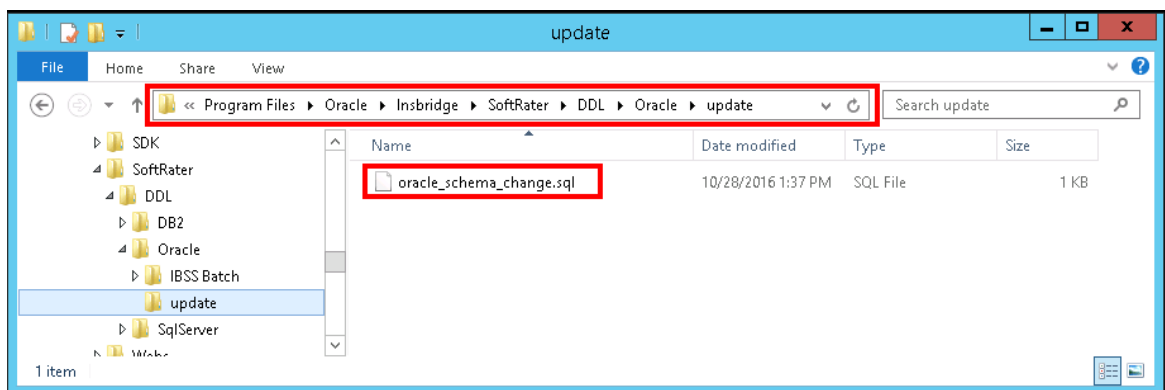 update
File Home Share View
« Program Files Oracle Insbridge SoftRater DDL Oracle update Search update
SDK
SoftRater
DDL
DB2
Oracle
IBSS Batch
update
SqlServer
Name Date modified Type Size
oracle_schema_change.sql 10/28/2016 1:37 PM SQL File 1 KB
1 item